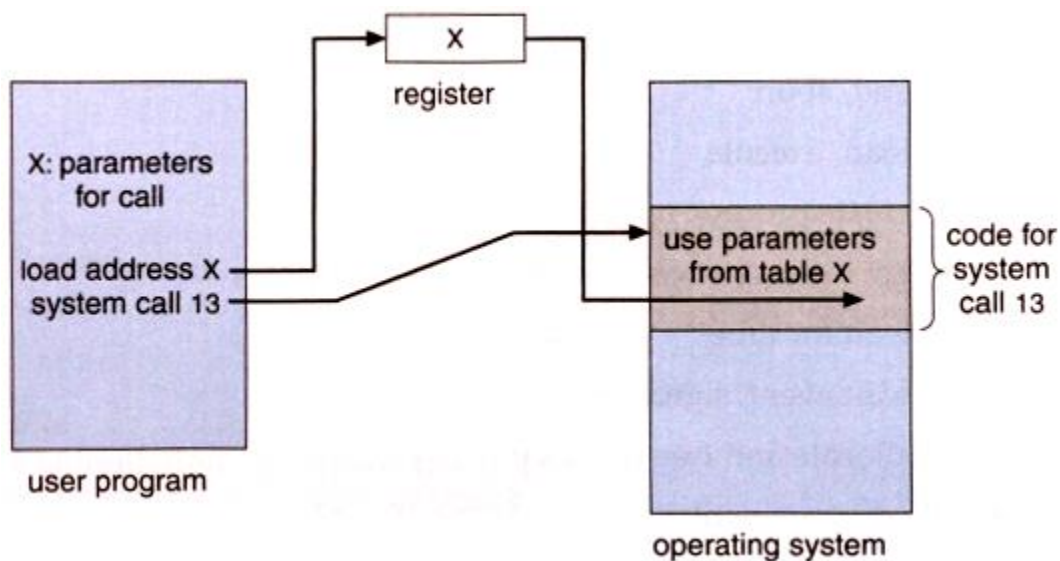 X
register
X: parameters
for call
load address X
system call 13
user program
use parameters
from table X
code for
system
call 13
operating system